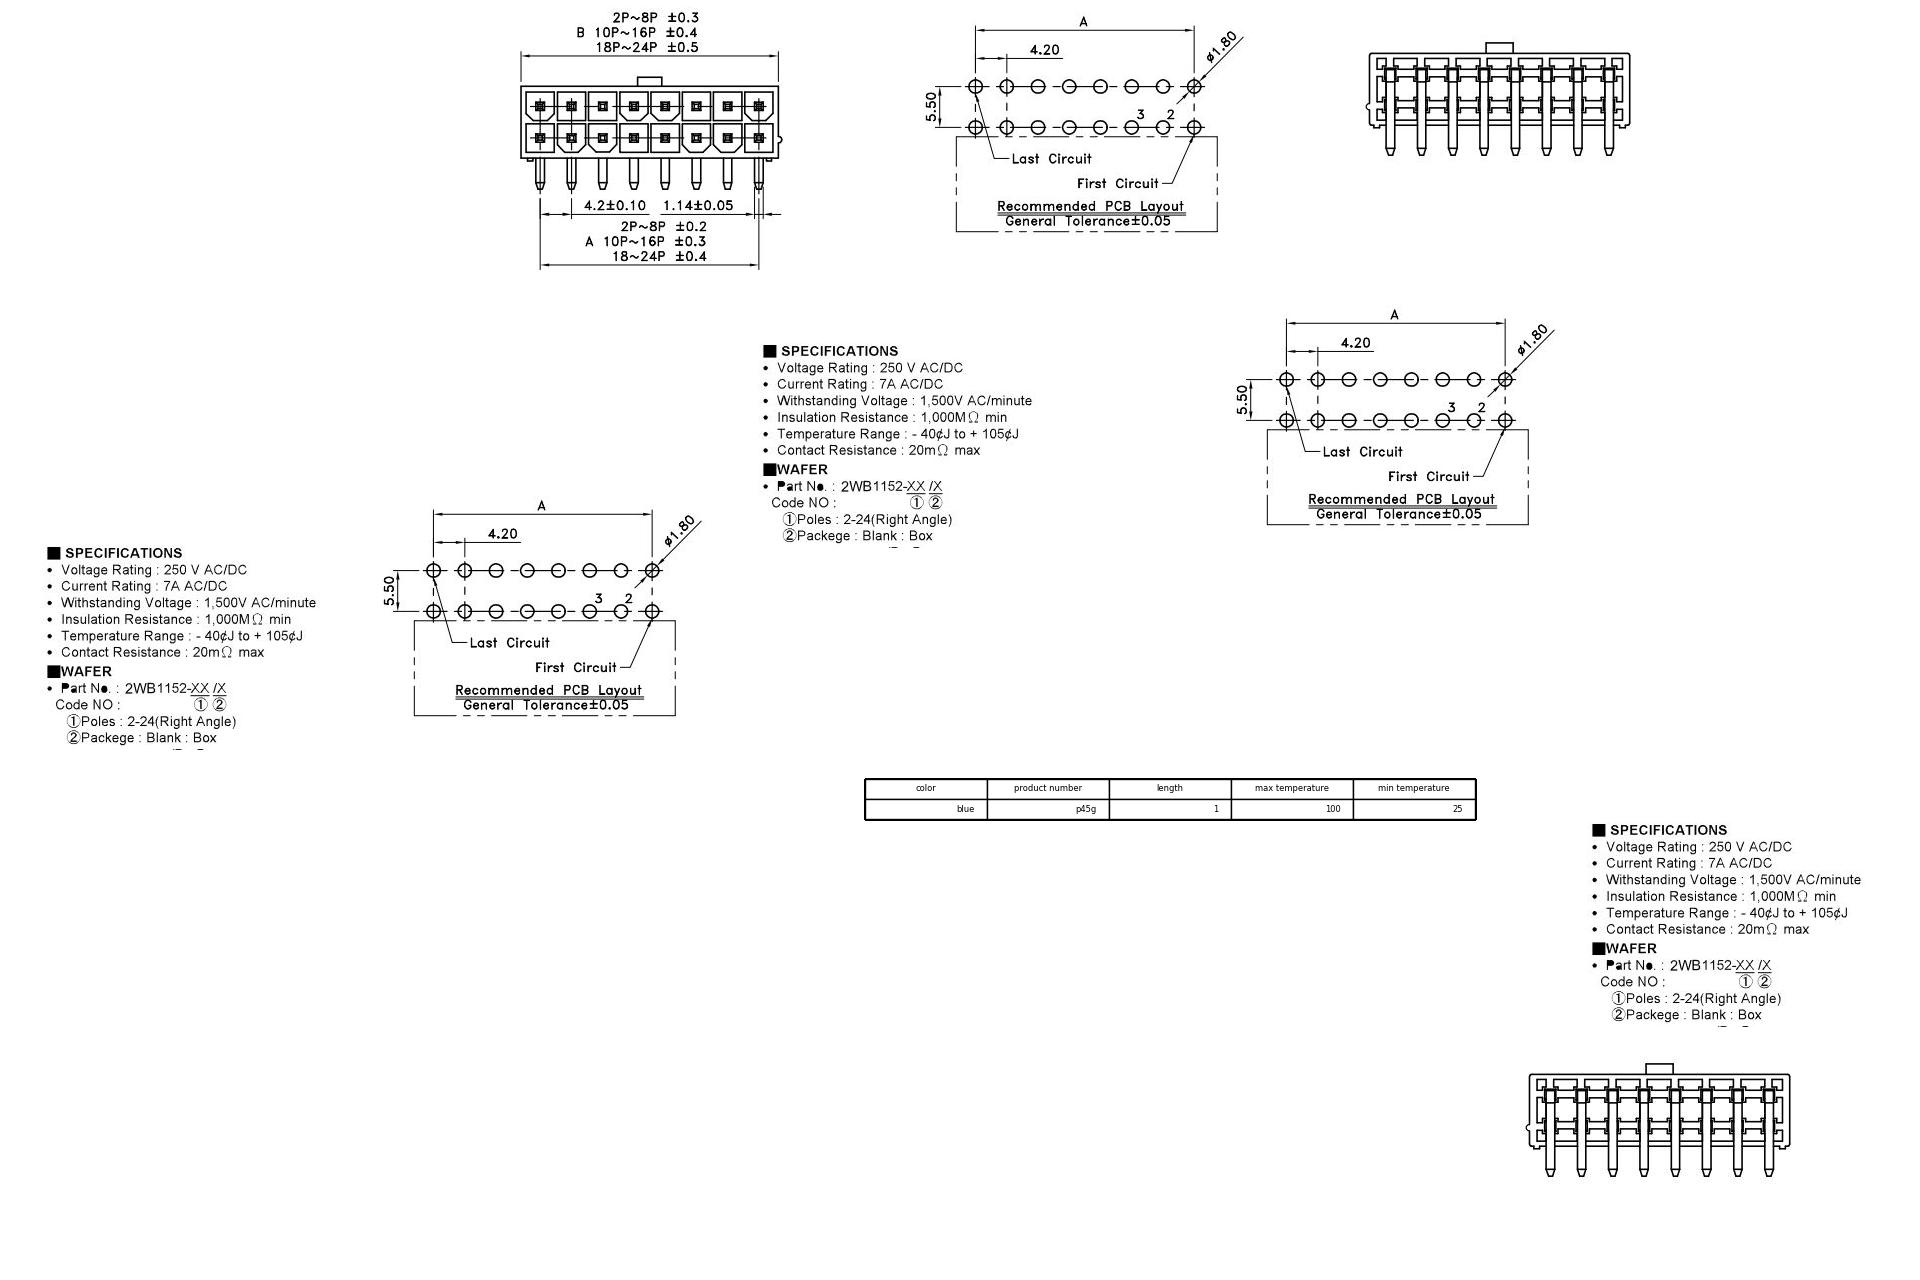 2P~8P ±0.3
B 10P~16P ±0.4
18P~24P ±0.5
4.2±0.10 1.14±0.05
2P~8P ±0.2
A 10P~16P ±0.3
18~24P ±0.4
A
4.20
ø1.80
5.50
3 2
Last Circuit
First Circuit
Recommended PCB Layout
General Tolerance±0.05
A
4.20
ø1.80
5.50
3 2
Last Circuit
First Circuit
Recommended PCB Layout
General Tolerance±0.05
■ SPECIFICATIONS
• Voltage Rating : 250 V AC/DC
• Current Rating : 7A AC/DC
• Withstanding Voltage : 1,500V AC/minute
• Insulation Resistance : 1,000MΩ min
• Temperature Range : - 40¢J to + 105¢J
• Contact Resistance : 20mΩ max
■WAFER
• Part No. : 2WB1152-XX /X
Code NO : ① ②
①Poles : 2-24(Right Angle)
②Packege : Blank : Box
A
4.20
ø1.80
5.50
3 2
Last Circuit
First Circuit
Recommended PCB Layout
General Tolerance±0.05
■ SPECIFICATIONS
• Voltage Rating : 250 V AC/DC
• Current Rating : 7A AC/DC
• Withstanding Voltage : 1,500V AC/minute
• Insulation Resistance : 1,000MΩ min
• Temperature Range : - 40¢J to + 105¢J
• Contact Resistance : 20mΩ max
■WAFER
• Part No. : 2WB1152-XX /X
Code NO : ① ②
①Poles : 2-24(Right Angle)
②Packege : Blank : Box
color product number length max temperature min temperature
blue p45g 1 100 25
■ SPECIFICATIONS
• Voltage Rating : 250 V AC/DC
• Current Rating : 7A AC/DC
• Withstanding Voltage : 1,500V AC/minute
• Insulation Resistance : 1,000MΩ min
• Temperature Range : - 40¢J to + 105¢J
• Contact Resistance : 20mΩ max
■WAFER
• Part No. : 2WB1152-XX /X
Code NO : ① ②
①Poles : 2-24(Right Angle)
②Packege : Blank : Box